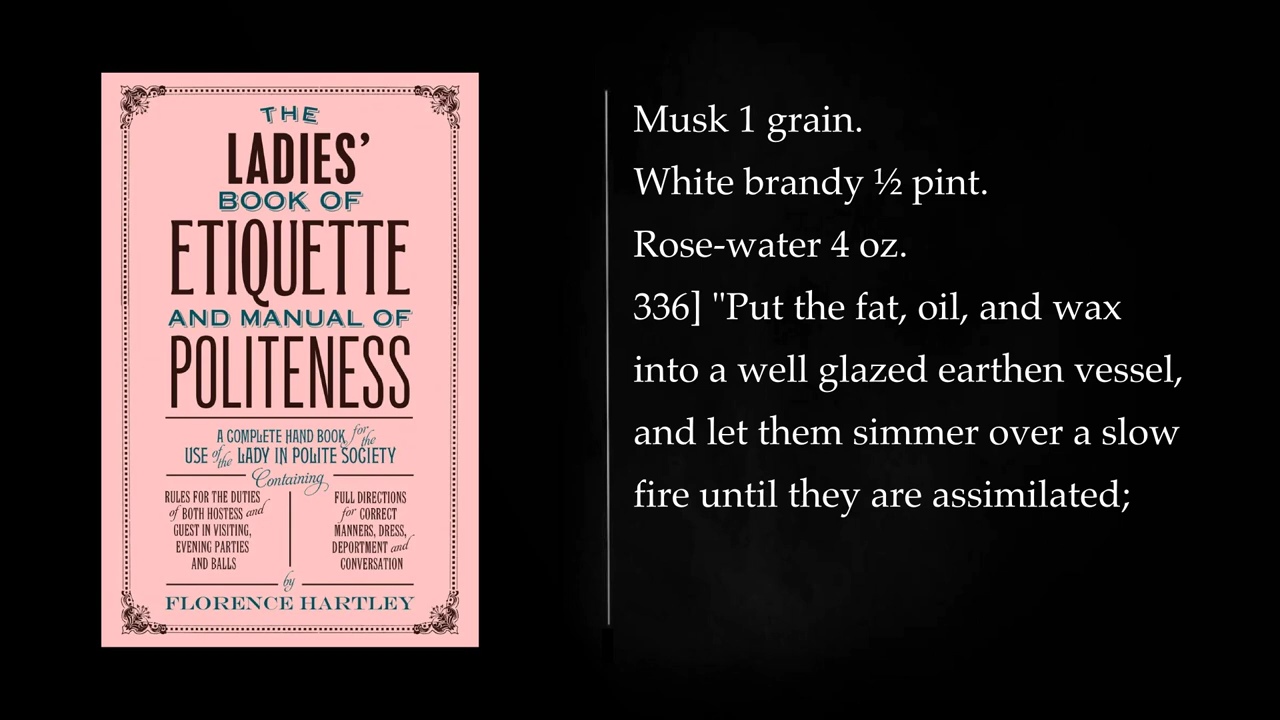 THE
LADIES'
BOOK OF
ETIQUETTE
AND MANUAL OF
POLITENESS
A COMPLETE HAND BOOK for the
USE of the LADY IN POLITE SOCIETY
Containing
RULES FOR THE DUTIES
of BOTH HOSTESS and
GUEST IN VISITING,
EVENING PARTIES
AND BALLS
FULL DIRECTIONS
for CORRECT
MANNERS, DRESS,
DEPORTMENT and
CONVERSATION
by
FLORENCE HARTLEY
Musk 1 grain.
White brandy ½ pint.
Rose-water 4 oz.
336] "Put the fat, oil, and wax
into a well glazed earthen vessel,
and let them simmer over a slow
fire until they are assimilated;